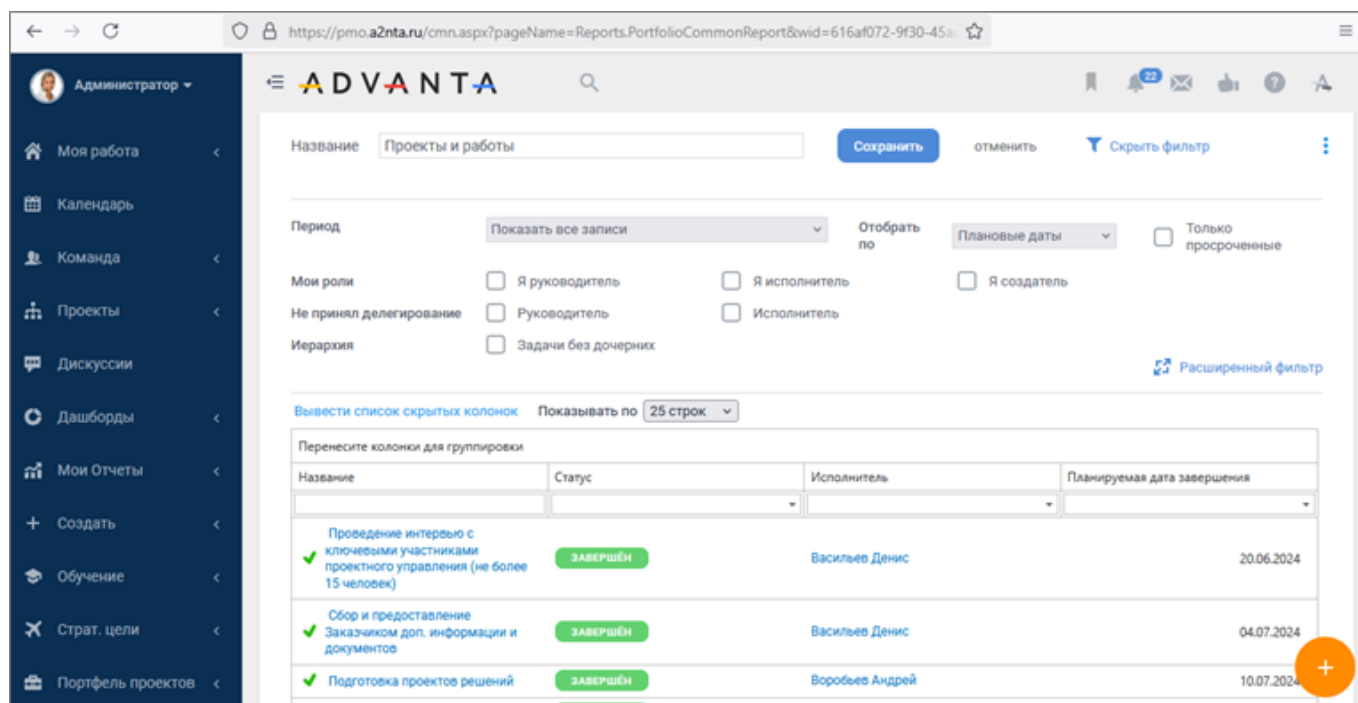 https://pmo.a2nta.ru/cmn.aspx?pageName=Reports.PortfolioCommonReport&wid=616af072-9f30-45a
Администратор
ADVANTA
22
Моя работа
Календарь
Команда
Проекты
Дискуссии
Дашборды
Мои Отчеты
Создать
Обучение
Страт. цели
Портфель проектов
Название Проекты и работы Сохранить отменить Скрыть фильтр
Период Показать все записи Отобрать по Плановые даты Только просроченные
Мои роли Я руководитель Я исполнитель Я создатель
Не принял делегирование Руководитель Исполнитель
Иерархия Задачи без дочерних
Расширенный фильтр
Вывести список скрытых колонок Показывать по 25 строк
Перенесите колонки для группировки
Название Статус Исполнитель Планируемая дата завершения
Проведение интервью с
ключевыми участниками
проектного управления (не более
15 человек)
ЗАВЕРШЁН Васильев Денис 20.06.2024
Сбор и предоставление
Заказчиком доп. информации и
документов
ЗАВЕРШЁН Васильев Денис 04.07.2024
Подготовка проектов решений ЗАВЕРШЁН Воробьев Андрей 10.07.2024